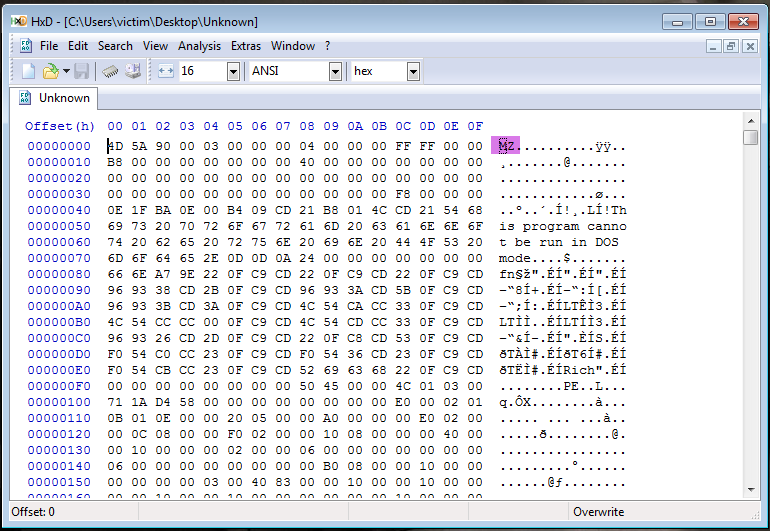 HxD - [C:\Users\victim\Desktop\Unknown]
File Edit Search View Analysis Extras Window ?
16 ANSI hex
Unknown
Offset(h) 00 01 02 03 04 05 06 07 08 09 0A 0B 0C 0D 0E 0F
00000000 4D 5A 90 00 03 00 00 00 04 00 00 00 FF FF 00 00 MZ..........ÿÿ..
00000010 B8 00 00 00 00 00 00 00 40 00 00 00 00 00 00 00 ¸.......@.......
00000020 00 00 00 00 00 00 00 00 00 00 00 00 00 00 00 00 ................
00000030 00 00 00 00 00 00 00 00 00 00 00 00 F8 00 00 00 ............ø...
00000040 0E 1F BA 0E 00 B4 09 CD 21 B8 01 4C CD 21 54 68 ..º..´.Í!¸.LÍ!Th
00000050 69 73 20 70 72 6F 67 72 61 6D 20 63 61 6E 6E 6F is program canno
00000060 74 20 62 65 20 72 75 6E 20 69 6E 20 44 4F 53 20 t be run in DOS
00000070 6D 6F 64 65 2E 0D 0D 0A 24 00 00 00 00 00 00 00 mode....$.......
00000080 66 6E A7 9E 22 0F C9 CD 22 0F C9 CD 22 0F C9 CD fn§ž".ÉÍ".ÉÍ".ÉÍ
00000090 96 93 38 CD 2B 0F C9 CD 96 93 3A CD 5B 0F C9 CD –“8Í+.ÉÍ–“:Í[.ÉÍ
000000A0 96 93 3B CD 3A 0F C9 CD 4C 54 CA CC 33 0F C9 CD –“;Í:.ÉÍLTÊÌ3.ÉÍ
000000B0 4C 54 CC CC 00 0F C9 CD 4C 54 CD CC 33 0F C9 CD LTÌÌ..ÉÍLTÍÌ3.ÉÍ
000000C0 96 93 26 CD 2D 0F C9 CD 22 0F C8 CD 53 0F C9 CD –“&Í-.ÉÍ".ÈÍS.ÉÍ
000000D0 F0 54 C0 CC 23 0F C9 CD F0 54 36 CD 23 0F C9 CD ðTÀÌ#.ÉÍðT6Í#.ÉÍ
000000E0 F0 54 CB CC 23 0F C9 CD 52 69 63 68 22 0F C9 CD ðTËÌ#.ÉÍRich".ÉÍ
000000F0 00 00 00 00 00 00 00 00 50 45 00 00 4C 01 03 00 ........PE..L...
00000100 71 1A D4 58 00 00 00 00 00 00 00 00 E0 00 02 01 q.ÔX........à...
00000110 0B 01 0E 00 00 20 05 00 00 A0 00 00 00 E0 02 00 ..... ... ...à..
00000120 00 0C 08 00 00 F0 02 00 00 10 08 00 00 00 40 00 .....ð........@.
00000130 00 10 00 00 00 02 00 00 06 00 00 00 00 00 00 00 ................
00000140 06 00 00 00 00 00 00 00 00 B0 08 00 00 10 00 00 .........°......
00000150 00 00 00 00 03 00 40 83 00 00 10 00 00 10 00 00 ......@ƒ........
00000160 00 00 10 00 00 10 00 00 00 00 00 00 10 00 00 00
Offset: 0 Overwrite